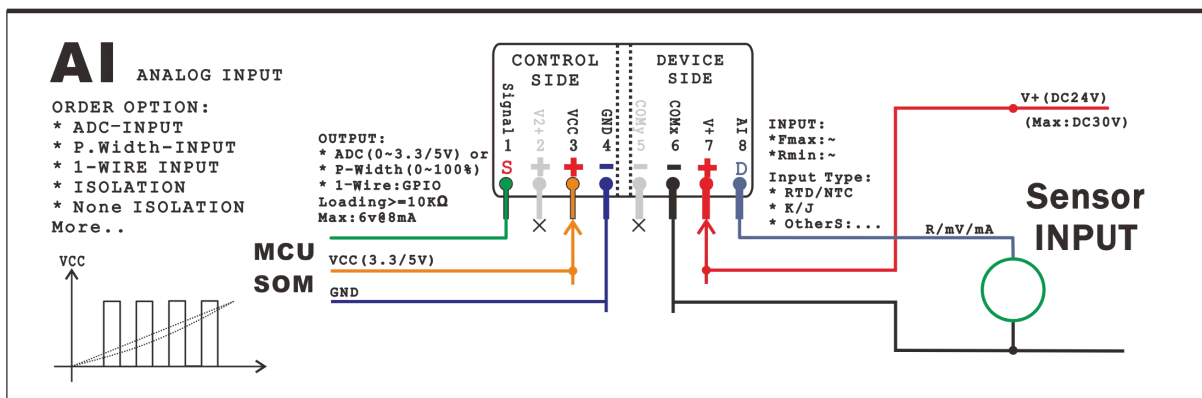 AI ANALOG INPUT
ORDER OPTION:
* ADC-INPUT
* P.Width-INPUT
* 1-WIRE INPUT
* ISOLATION
* None ISOLATION
More..
VCC
OUTPUT:
* ADC(0~3.3/5V) or
* P-Width(0~100%)
* 1-Wire:GPIO
Loading>=10KΩ
Max:6v@8mA
MCU
SOM
VCC(3.3/5V)
GND
CONTROL
SIDE
DEVICE
SIDE
Signal 1
V2+ 2
VCC 3
GND 4
COMv 5
COMx 6
V+ 7
AI 8
S
D
INPUT:
*Fmax:~
*Rmin:~
Input Type:
* RTD/NTC
* K/J
* OtherS:...
R/mV/mA
V+(DC24V)
(Max:DC30V)
Sensor
INPUT